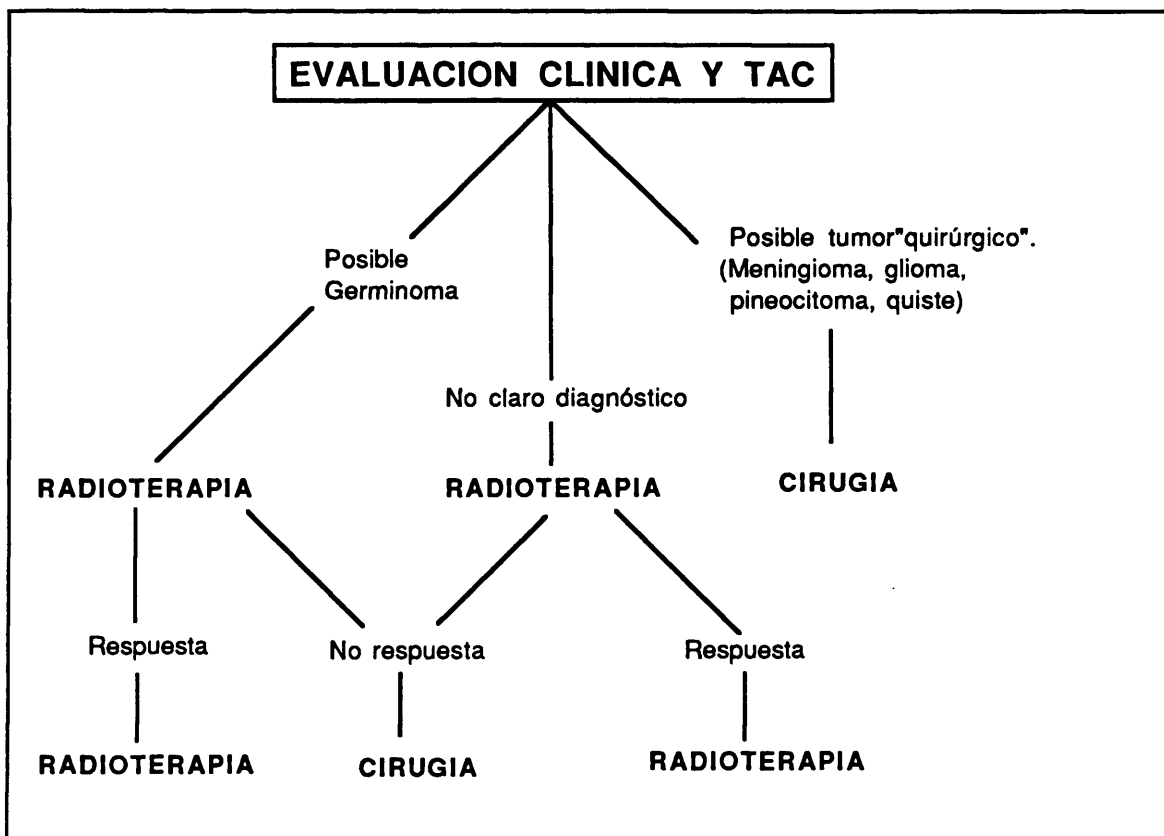 EVALUACION CLINICA Y TAC
Posible
Germinoma
Posible tumor"quirúrgico".
(Meningioma, glioma,
pineocitoma, quiste)
No claro diagnóstico
RADIOTERAPIA
RADIOTERAPIA
CIRUGIA
Respuesta
No respuesta
Respuesta
RADIOTERAPIA
CIRUGIA
RADIOTERAPIA